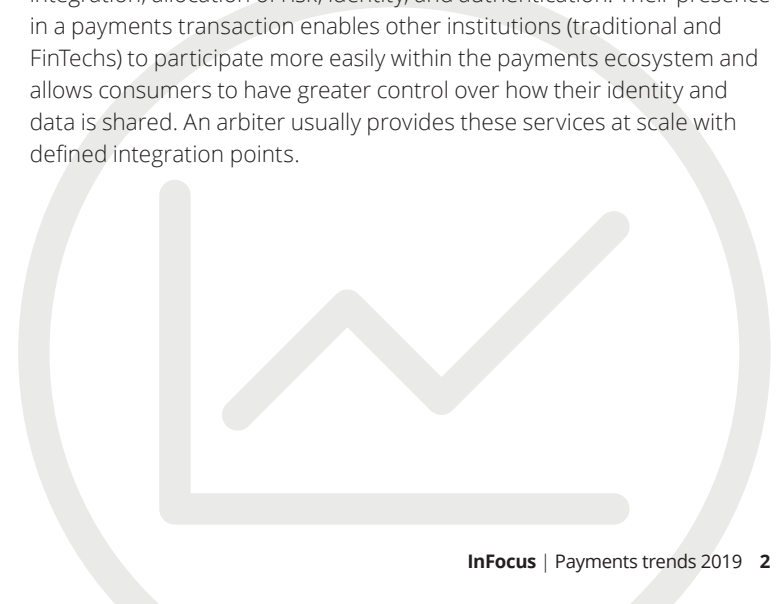 integration, allocation of risk, identity, and authentication. Their presence
in a payments transaction enables other institutions (traditional and
FinTechs) to participate more easily within the payments ecosystem and
allows consumers to have greater control over how their identity and
data is shared. An arbiter usually provides these services at scale with
defined integration points.
InFocus | Payments trends 2019 2